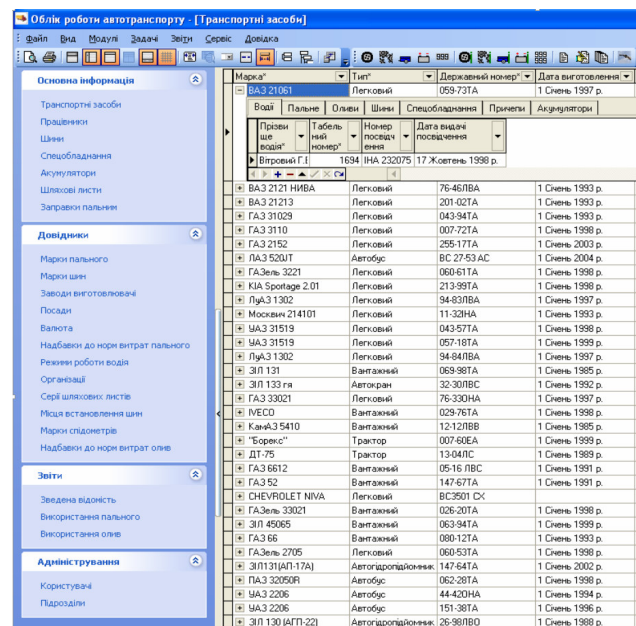 Облік роботи автотранспорту - [Транспортні засоби]
Файл Вид Модулі Задачі Звіти Сервіс Довідка
Основна інформація
Транспортні засоби
Працівники
Шини
Спецобладнання
Акумулятори
Шляхові листи
Заправки пальним
Довідники
Марки пального
Марки шин
Заводи виготовлювачі
Посади
Валюта
Надбавки до норм витрат пального
Режими роботи водія
Організації
Серії шляхових листів
Місця встановлення шин
Марки спідометрів
Надбавки до норм витрат олив
Звіти
Зведена відомість
Використання пального
Використання олив
Адміністрування
Користувачі
Підрозділи
Марка* Тип* Державний номер* Дата виготовлення
ВАЗ 21061 Легковий 059-73ТА 1 Січень 1997 р.
Водії Пальне Оливи Шини Спецобладнання Причепи Акумулятори
Прізви Табель Номер Дата видачі
ще ний посвідч посвідчення
водія* номер* ення
Вітровий Г.І 1694 ІНА 232075 17 Жовтень 1998 р.
ВАЗ 2121 НИВА Легковий 76-46ЛВА 1 Січень 1993 р.
ВАЗ 21213 Легковий 201-02ТА 1 Січень 1993 р.
ГАЗ 31029 Легковий 043-94ТА 1 Січень 1993 р.
ГАЗ 3110 Легковий 007-72ТА 1 Січень 1998 р.
ГАЗ 2152 Легковий 255-17ТА 1 Січень 2003 р.
ЛАЗ 520JT Автобус ВС 27-53 АС 1 Січень 2004 р.
ГАЗель 3221 Легковий 060-61ТА 1 Січень 1998 р.
KIA Sportage 2.01 Легковий 213-99ТА 1 Січень 1998 р.
ЛуАЗ 1302 Легковий 94-83ЛВА 1 Січень 1997 р.
Москвич 214101 Легковий 11-32ІНА 1 Січень 1993 р.
УАЗ 31519 Легковий 043-57ТА 1 Січень 1998 р.
УАЗ 31519 Легковий 057-18ТА 1 Січень 1999 р.
ЛуАЗ 1302 Легковий 94-84ЛВА 1 Січень 1997 р.
ЗІЛ 131 Вантажний 069-98ТА 1 Січень 1985 р.
ЗІЛ 133 гя Автокран 32-30ЛВС 1 Січень 1992 р.
ГАЗ 33021 Легковий 76-33ОНА 1 Січень 1997 р.
IVECO Вантажний 029-76ТА 1 Січень 1998 р.
КамАЗ 5410 Вантажний 12-12ЛВВ 1 Січень 1985 р.
"Борекс" Трактор 007-60ЕА 1 Січень 1999 р.
ДТ-75 Трактор 13-04ЛС 1 Січень 1989 р.
ГАЗ 6612 Вантажний 05-16 ЛВС 1 Січень 1991 р.
ГАЗ 52 Вантажний 147-67ТА 1 Січень 1991 р.
CHEVROLET NIVA Легковий ВС3501 СХ
ГАЗель 33021 Вантажний 026-20ТА 1 Січень 1998 р.
ЗІЛ 45065 Вантажний 063-94ТА 1 Січень 1999 р.
ГАЗ 66 Вантажний 080-12ТА 1 Січень 1993 р.
ГАЗель 2705 Легковий 060-53ТА 1 Січень 1998 р.
ЗІЛ131(АП-17А) Автогідропідйомник 147-64ТА 1 Січень 2002 р.
ПАЗ 32050R Автобус 062-28ТА 1 Січень 1998 р.
УАЗ 2206 Автобус 44-42ОНА 1 Січень 1994 р.
УАЗ 2206 Автобус 151-38ТА 1 Січень 1996 р.
ЗІЛ 130 (АГП-22) Автогідропідйомник 26-98ЛВО 1 Січень 1988 р.